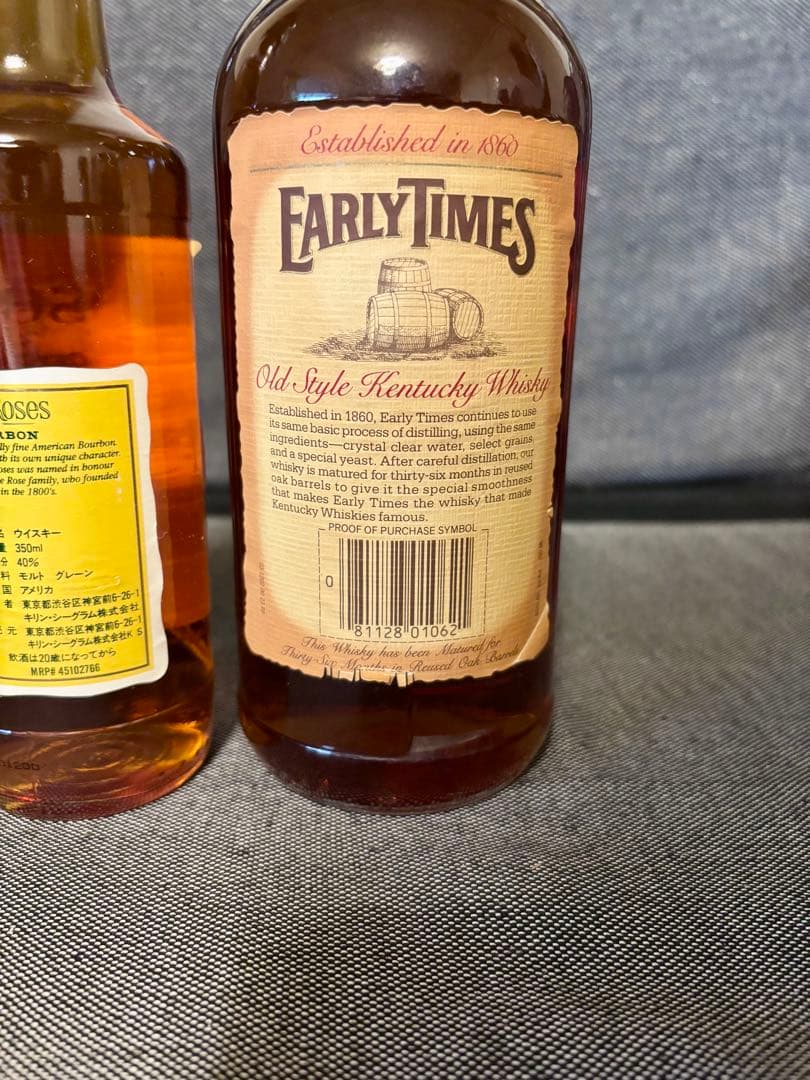 Roses
RBON
lly fine American Bourbon.
th its own unique character.
oses was named in honour
e Rose family, who founded
in the 1800's.
名 ウイスキー
量 350ml
分 40%
料 モルト グレーン
国 アメリカ
者 東京都渋谷区神宮前6-26-1
キリン・シーグラム株式会社
元 東京都渋谷区神宮前6-26-1
キリン・シーグラム株式会社K S
飲酒は20歳になってから
MRP# 45102766
Established in 1860
EARLY TIMES
Old Style Kentucky Whisky
Established in 1860, Early Times continues to use
its same basic process of distilling, using the same
ingredients—crystal clear water, select grains,
and a special yeast. After careful distillation, our
whisky is matured for thirty-six months in reused
oak barrels to give it the special smoothness
that makes Early Times the whisky that made
Kentucky Whiskies famous.
PROOF OF PURCHASE SYMBOL
0
81128 01062
This Whisky has been Matured for
Thirty-Six Months in Reused Oak Barrels